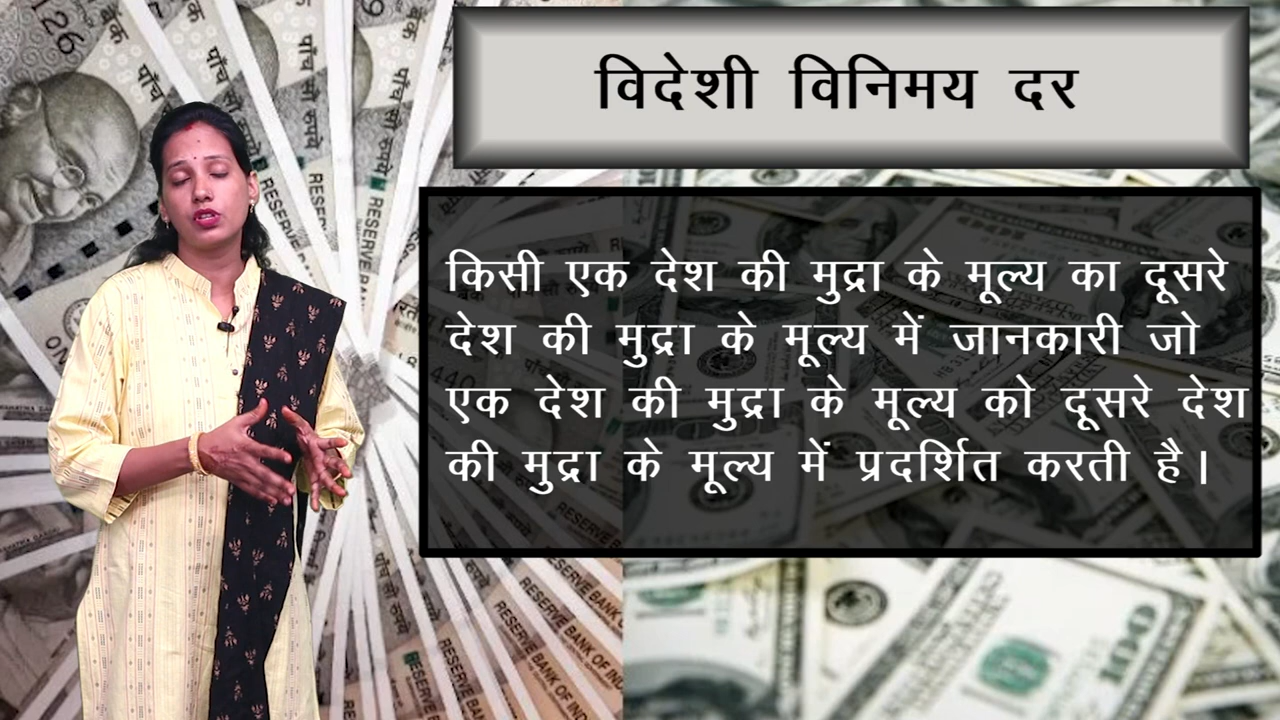 विदेशी विनिमय दर
किसी एक देश की मुद्रा के मूल्य का दूसरे
देश की मुद्रा के मूल्य में जानकारी जो
एक देश की मुद्रा के मूल्य को दूसरे देश
की मुद्रा के मूल्य में प्रदर्शित करती है।